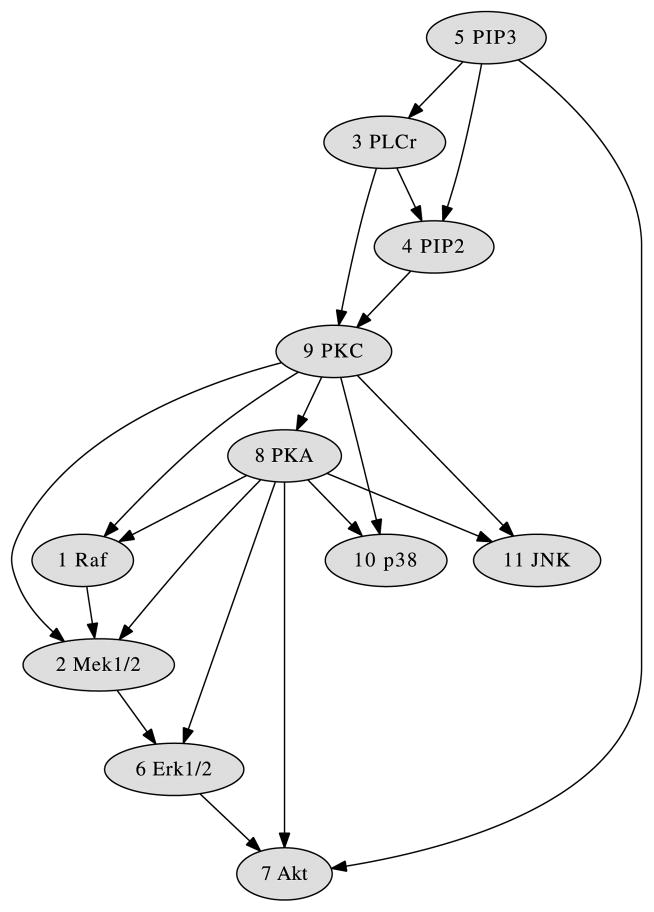 5 PIP3
3 PLCr
4 PIP2
9 PKC
8 PKA
1 Raf
10 p38
11 JNK
2 Mek1/2
6 Erk1/2
7 Akt